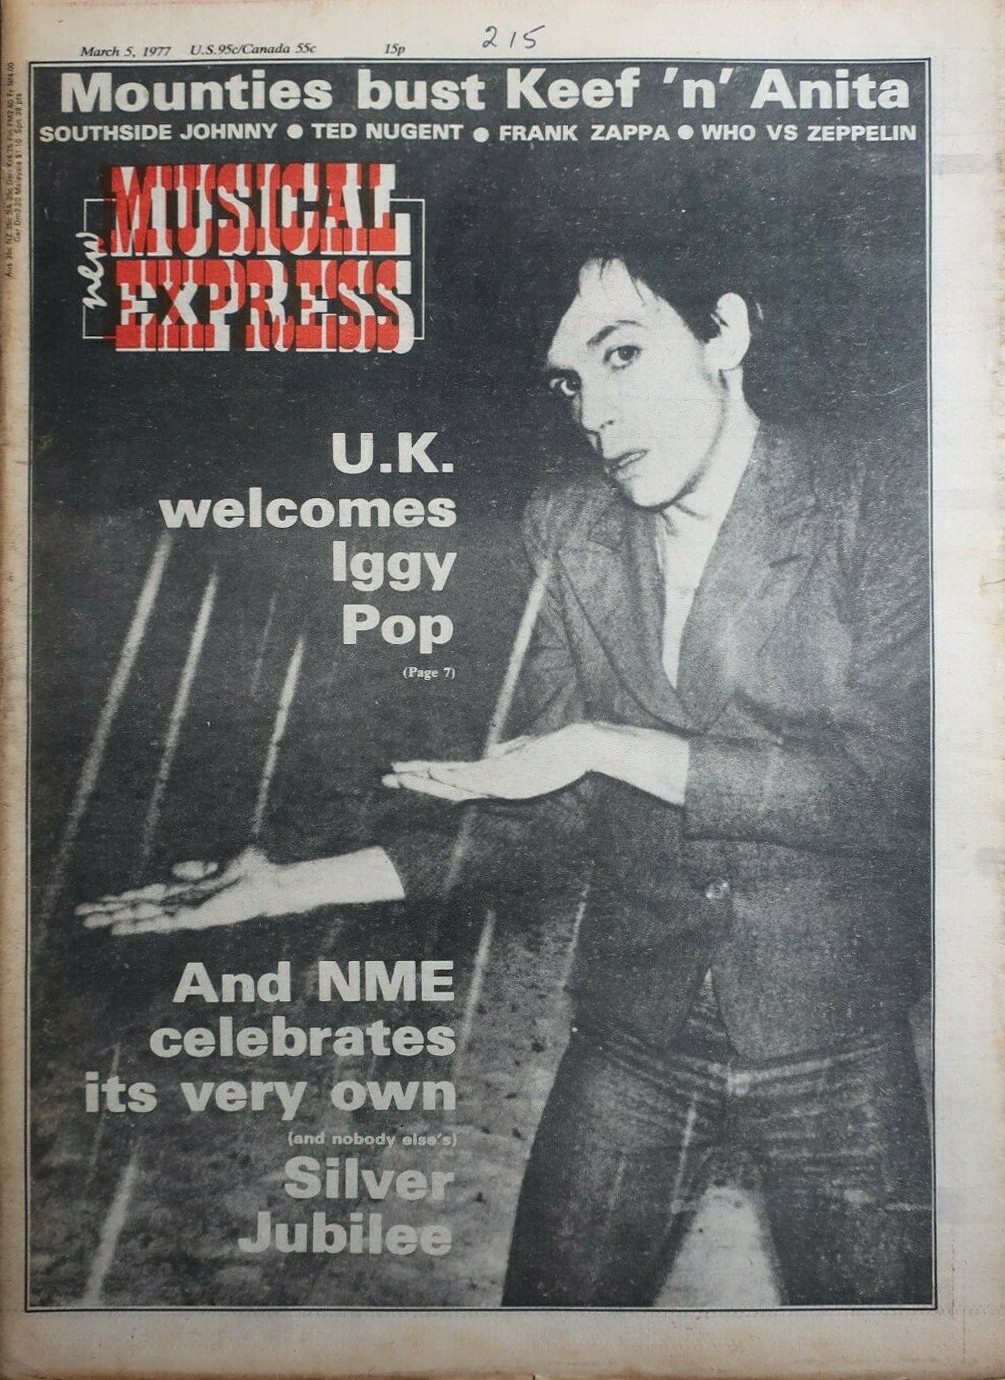 215
March 5, 1977 U.S.95c/Canada 55c 15p
Mounties bust Keef 'n' Anita
SOUTHSIDE JOHNNY ● TED NUGENT ● FRANK ZAPPA ● WHO VS ZEPPELIN
new
MUSICAL
EXPRESS
U.K.
welcomes
Iggy
Pop
(Page 7)
And NME
celebrates
its very own
(and nobody else's)
Silver
Jubilee